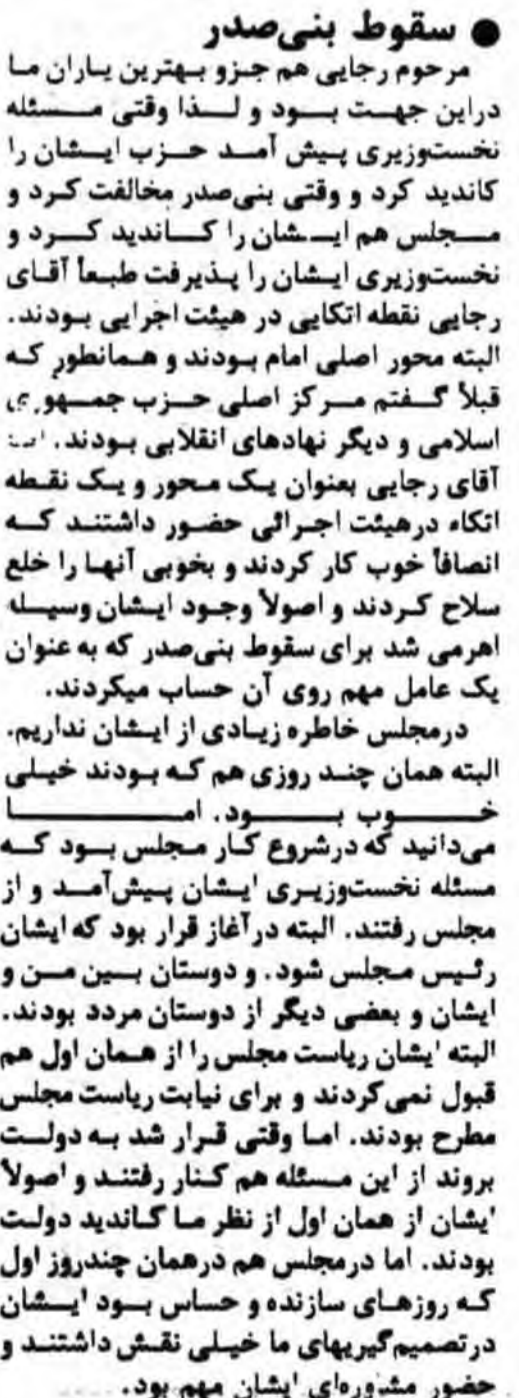 ● سقوط بنی‌صدر
مرحوم رجایی هم جزو بهترین یاران ما
دراین جهت بود و لذا وقتی مسئله
نخست‌وزیری پیش آمد حزب ایشان را
کاندید کرد و وقتی بنی‌صدر مخالفت کرد و
مجلس هم ایشان را کاندید کرد و
نخست‌وزیری ایشان را پذیرفت طبعاً آقای
رجایی نقطه اتکایی در هیئت اجرایی بودند.
البته محور اصلی امام بودند و همانطور که
قبلاً گفتم مرکز اصلی حزب جمهوری
اسلامی و دیگر نهادهای انقلابی بودند.
آقای رجایی بعنوان یک محور و یک نقطه
اتکاء درهیئت اجرائی حضور داشتند که
انصافاً خوب کار کردند و بخوبی آنها را خلع
سلاح کردند و اصولاً وجود ایشان وسیله
اهرمی شد برای سقوط بنی‌صدر که به عنوان
یک عامل مهم روی آن حساب میکردند.
درمجلس خاطره زیادی از ایشان نداریم.
البته همان چند روزی هم که بودند خیلی
خوب بود. اما
می‌دانید که درشروع کار مجلس بود که
مسئله نخست‌وزیری ایشان پیش‌آمد و از
مجلس رفتند. البته درآغاز قرار بود که ایشان
رئیس مجلس شود. و دوستان بین من و
ایشان و بعضی دیگر از دوستان مردد بودند.
البته ایشان ریاست مجلس را از همان اول هم
قبول نمی‌کردند و برای نیابت ریاست مجلس
مطرح بودند. اما وقتی قرار شد به دولت
بروند از این مسئله هم کنار رفتند و اصولاً
ایشان از همان اول از نظر ما کاندید دولت
بودند. اما درمجلس هم درهمان چندروز اول
که روزهای سازنده و حساس بود ایشان
درتصمیم‌گیریهای ما خیلی نقش داشتند و
حضور مشورهای ایشان مهم بود.